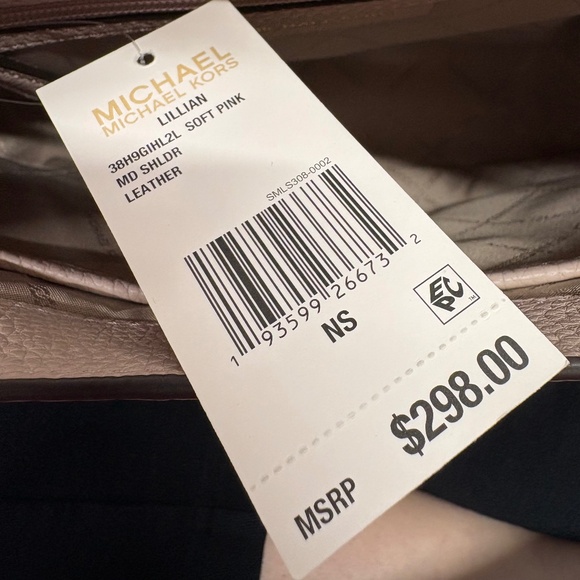 MICHAEL
MICHAEL KORS
LILLIAN
38H9GIHL2L SOFT PINK
MD SHLDR
LEATHER
SMLS308-0002
1 93599 26673 2
NS
EPC™
MSRP $298.00